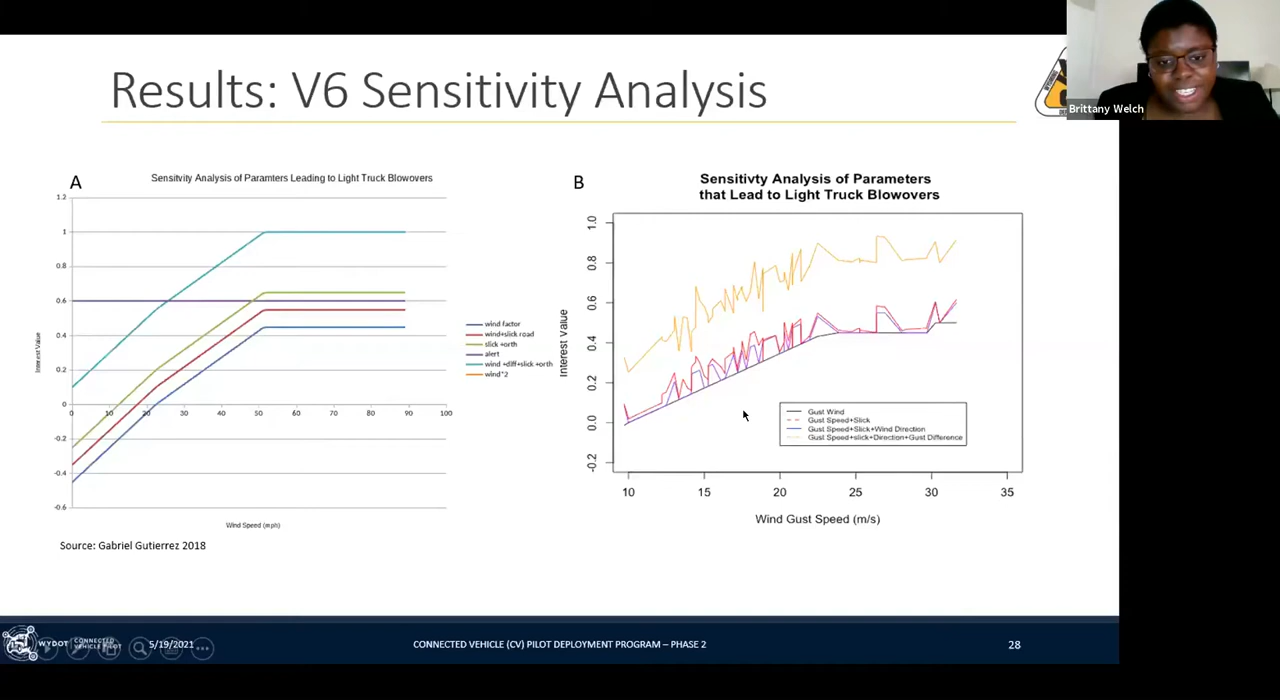 Results: V6 Sensitivity Analysis
Brittany Welch
A
Sensitvity Analysis of Paramters Leading to Light Truck Blowovers
1.2
1
0.8
0.6
0.4
0.2
0
-0.2
-0.4
-0.6
0 10 20 30 40 50 60 70 80 90 100
Interest Value
Wind Speed (mph)
wind factor
wind+slick road
slick +orth
alert
wind +diff+slick +orth
wind*2
Source: Gabriel Gutierrez 2018
B
Sensitivty Analysis of Parameters
that Lead to Light Truck Blowovers
1.0
0.8
0.6
0.4
0.2
0.0
-0.2
10 15 20 25 30 35
Interest Value
Wind Gust Speed (m/s)
Gust Wind
Gust Speed+Slick
Gust Speed+Slick+Wind Direction
Gust Speed+slick+Direction+Gust Difference
WYDOT CONNECTED
VEHICLE PILOT
5/19/2021
CONNECTED VEHICLE (CV) PILOT DEPLOYMENT PROGRAM – PHASE 2
28